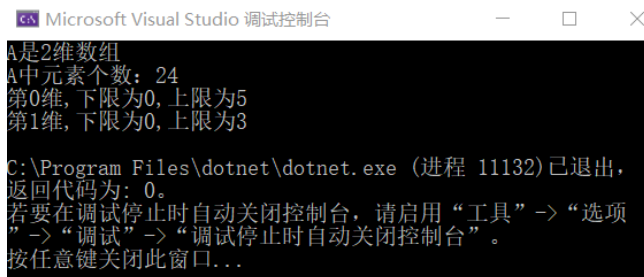 Microsoft Visual Studio 调试控制台
A是2维数组
A中元素个数：24
第0维,下限为0,上限为5
第1维,下限为0,上限为3
C:\Program Files\dotnet\dotnet.exe (进程 11132)已退出，
返回代码为: 0。
若要在调试停止时自动关闭控制台，请启用“工具”->“选项
”->“调试”->“调试停止时自动关闭控制台”。
按任意键关闭此窗口...